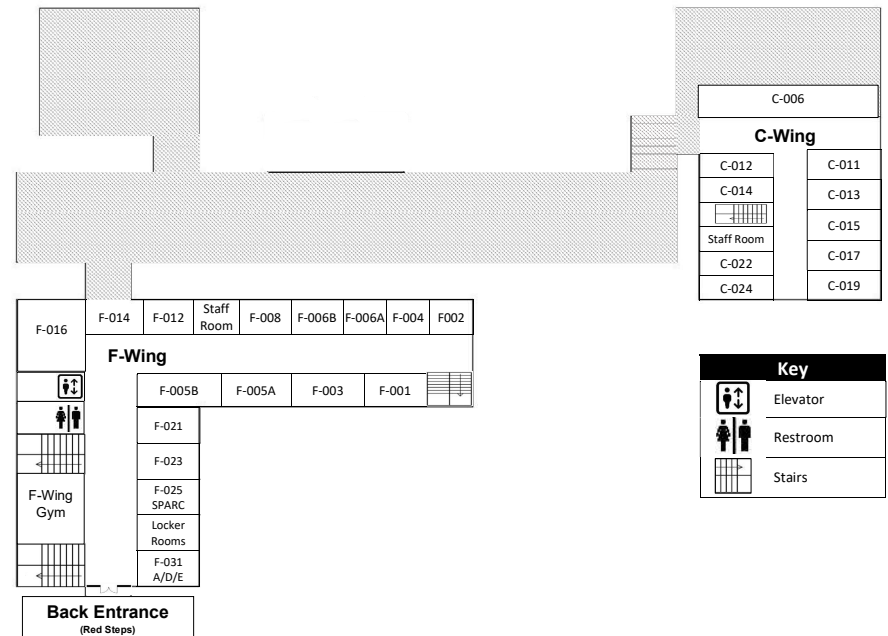 C-006
C-Wing
C-012
C-011
C-014
C-013
C-015
Staff Room
C-017
C-022
C-024
C-019
F-016
F-014
F-012
Staff
Room
F-008
F-006B
F-006A
F-004
F002
F-Wing
F-005B
F-005A
F-003
F-001
F-021
F-023
F-025
SPARC
F-Wing
Gym
Locker
Rooms
F-031
A/D/E
Back Entrance
(Red Steps)
Key
Elevator
Restroom
Stairs